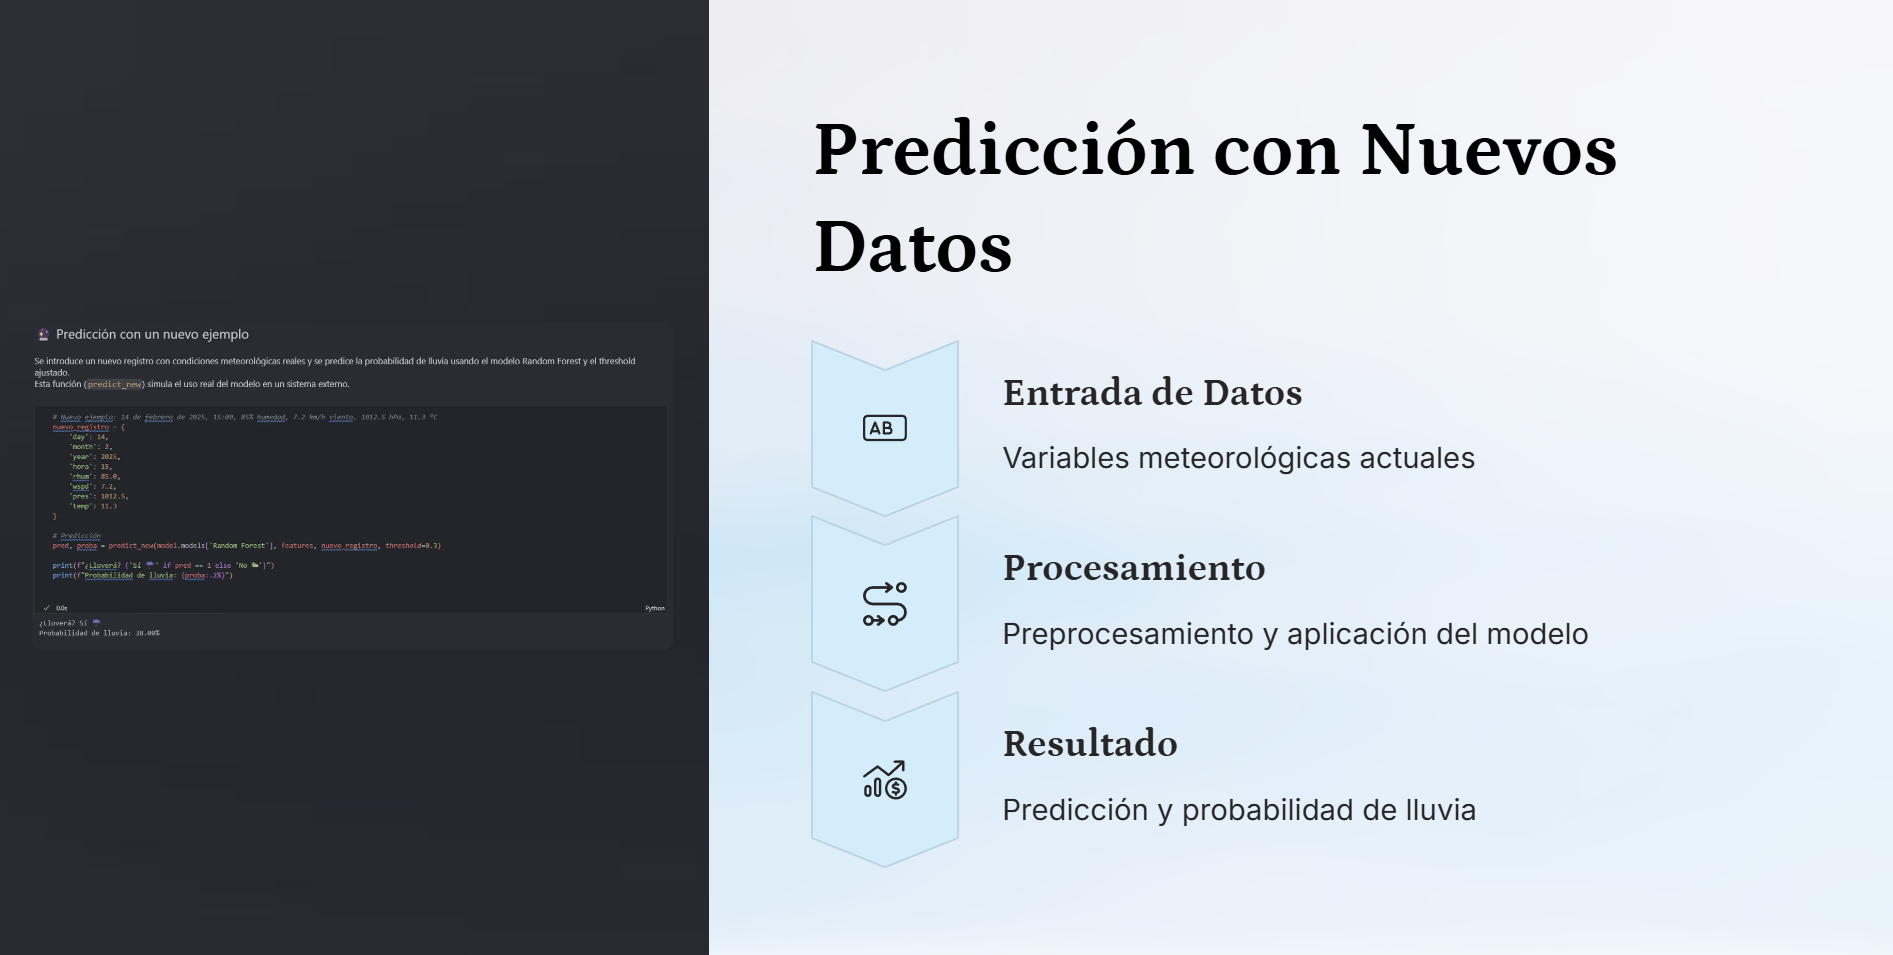 Predicción con un nuevo ejemplo
Se introduce un nuevo registro con condiciones meteorológicas reales y se predice la probabilidad de lluvia usando el modelo Random Forest y el threshold
ajustado.
Esta función (predict_new) simula el uso real del modelo en un sistema externo.
# Nuevo ejemplo: 14 de febrero de 2025, 15:00, 85% humedad, 7.2 km/h viento, 1012.5 hPa, 11.3 ºC
nuevo_registro = {
'day': 14,
'month': 2,
'year': 2025,
'hora': 15,
'rhum': 85.0,
'wspd': 7.2,
'pres': 1012.5,
'temp': 11.3
}
# Predicción
pred, proba = predict_new(model.models['Random Forest'], features, nuevo_registro, threshold=0.3)
print(f"¿Lloverá? {'Sí ☔' if pred == 1 else 'No 🌥'}")
print(f"Probabilidad de lluvia: {proba:.2%}")
✓ 0.0s
Python
¿Lloverá? Sí ☔
Probabilidad de lluvia: 38.00%
Predicción con Nuevos
Datos
AB
Entrada de Datos
Variables meteorológicas actuales
Procesamiento
Preprocesamiento y aplicación del modelo
$
Resultado
Predicción y probabilidad de lluvia